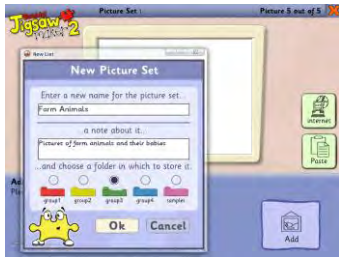 Jigsaw
maker 2
Picture Set
Picture 5 out of 5
New List
New Picture Set
Enter a new name for the picture set...
Farm Animals
...a note about it...
Pictures of farm animals and their babies
...and choose a folder in which to store it.
group1 group2 group3 group4 samples
Ok Cancel
internet
Paste
Add